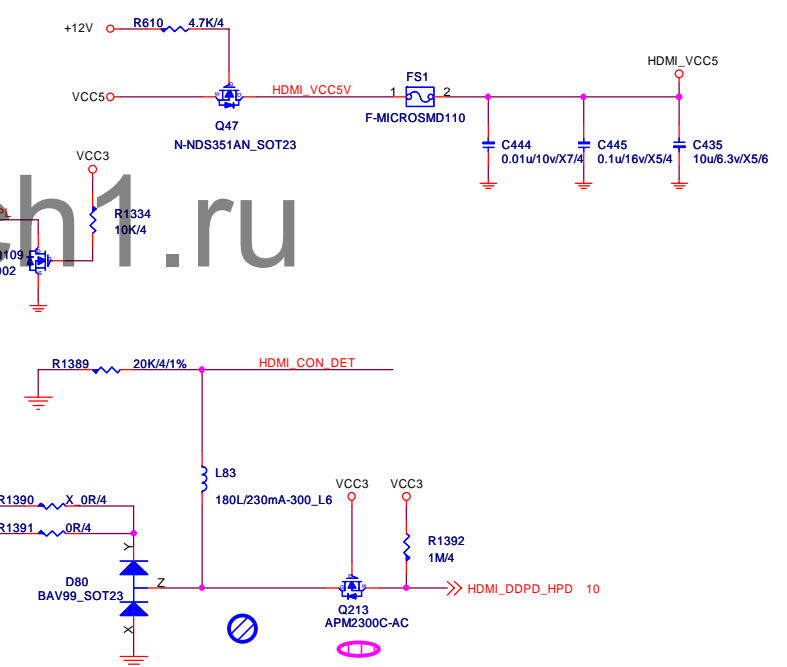 R610 4.7K/4
+12V
HDMI_VCC5
FS1
VCC5
HDMI_VCC5V
1
2
Q47
F-MICROSMD110
N-NDS351AN_SOT23
C444
0.01u/10v/X7/4
C445
0.1u/16v/X5/4
C435
10u/6.3v/X5/6
VCC3
R1334
10K/4
ch1.ru
R1389 20K/4/1%
HDMI_CON_DET
L83
180L/230mA-300_L6
VCC3
VCC3
R1390 X_0R/4
R1391 0R/4
R1392
1M/4
Y
Z
X
D80
BAV99_SOT23
HDMI_DDPD_HPD 10
Q213
APM2300C-AC